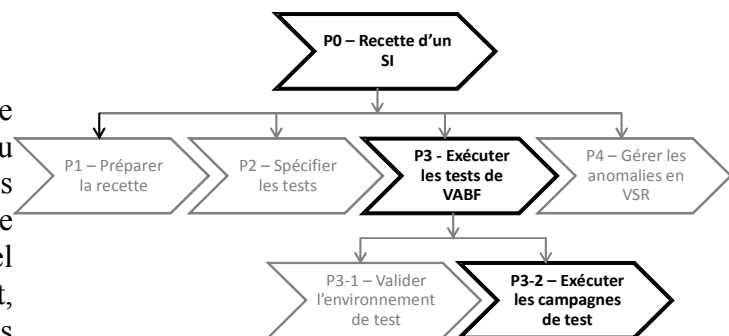 P0 – Recette d'un
SI
P1 – Préparer
la recette
P2 – Spécifier
les tests
P3 - Exécuter
les tests de
VABF
P4 – Gérer les
anomalies en
VSR
P3-1 – Valider
l'environnement
de test
P3-2 – Exécuter
les campagnes
de test